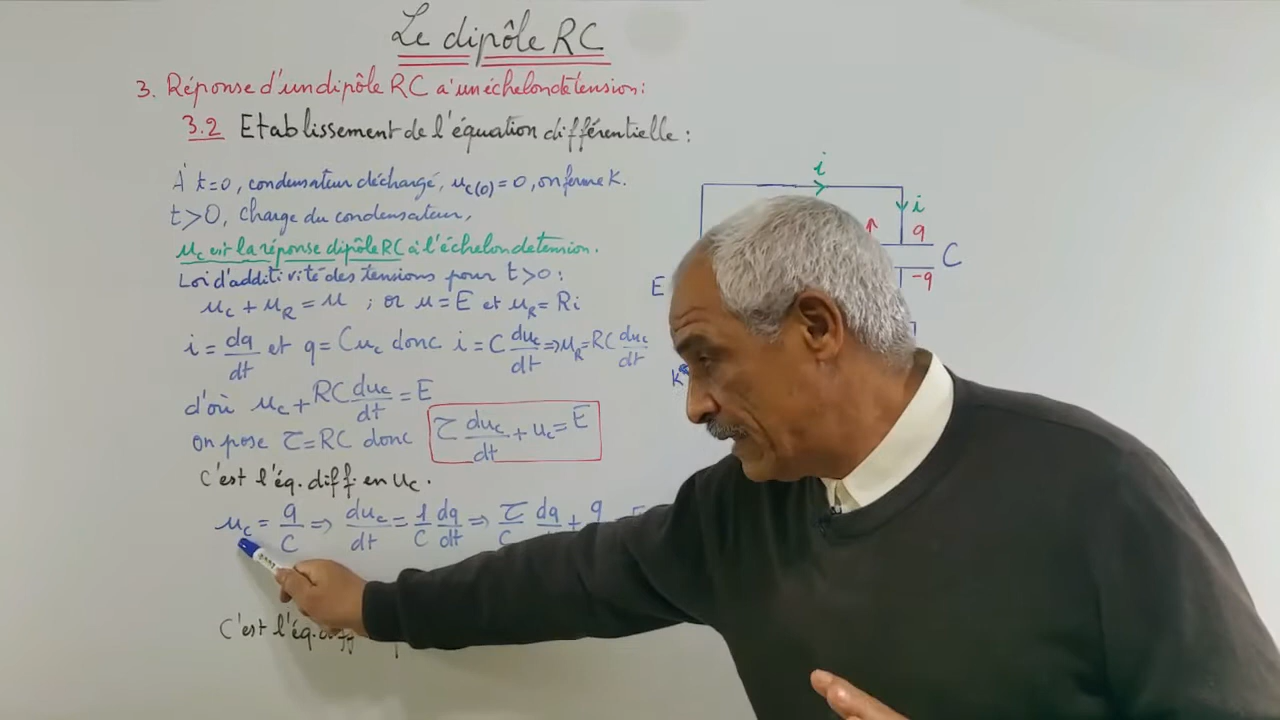 Le dipôle RC
3. Réponse d'un dipôle RC à un échelon de tension :
3.2 Etablissement de l'équation différentielle :
À t=0, condensateur déchargé, uc(0) = 0, on ferme K.
t>0, charge du condensateur,
uc est la réponse dipôle RC à l'échelon de tension.
Loi d'additivité des tensions pour t>0 :
uc + uR = u ; or u = E et uR = Ri
i = dq/dt et q = Cuc donc i = C duc/dt => uR = RC duc/dt
d'où uc + RC duc/dt = E
on pose τ = RC donc τ duc/dt + uc = E
C'est l'éq. diff. en uc.
uc = q/C => duc/dt = 1/C dq/dt => τ/C dq/dt + q
C'est l'éq. diff
i
i
q
C
-q
E
K